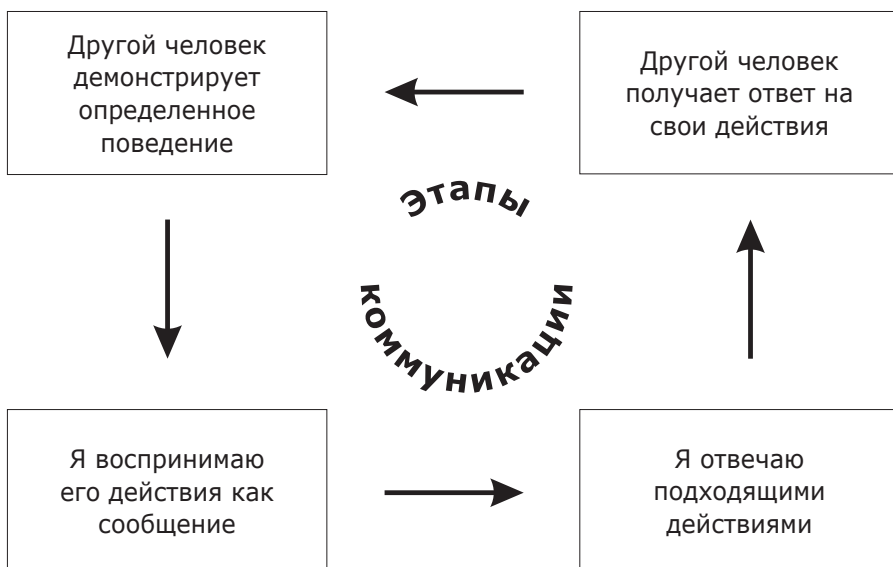 Другой человек
демонстрирует
определенное
поведение
Другой человек
получает ответ на
свои действия
Этапы
коммуникации
Я воспринимаю
его действия как
сообщение
Я отвечаю
подходящими
действиями